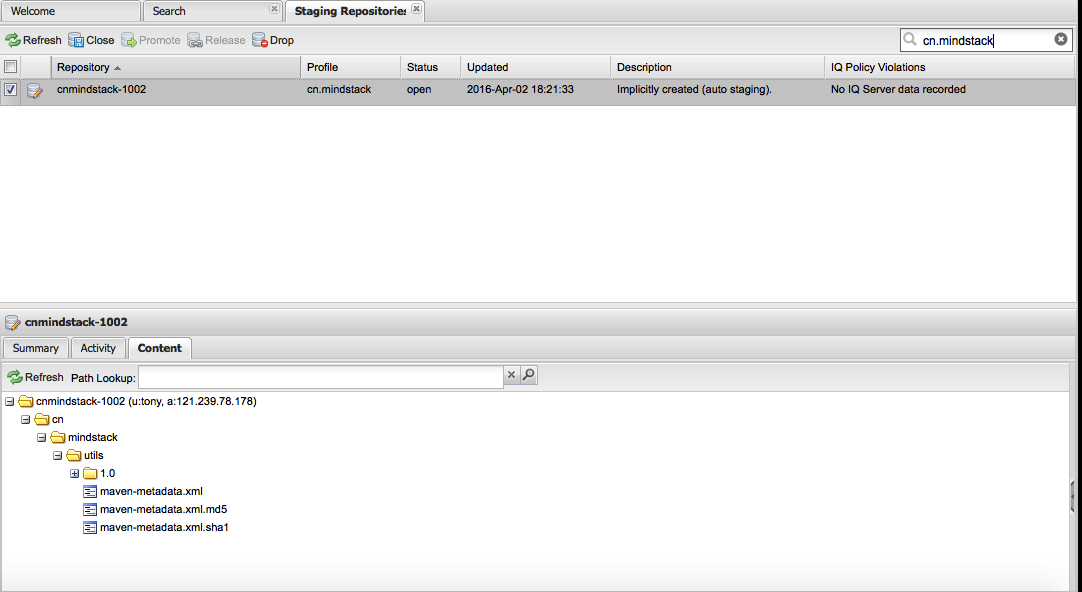 Welcome Search Staging Repositories
Refresh Close Promote Release Drop cn.mindstack
Repository Profile Status Updated Description IQ Policy Violations
cnmindstack-1002 cn.mindstack open 2016-Apr-02 18:21:33 Implicitly created (auto staging). No IQ Server data recorded
cnmindstack-1002
Summary Activity Content
Refresh Path Lookup:
cnmindstack-1002 (u:tony, a:121.239.78.178)
cn
mindstack
utils
1.0
maven-metadata.xml
maven-metadata.xml.md5
maven-metadata.xml.sha1